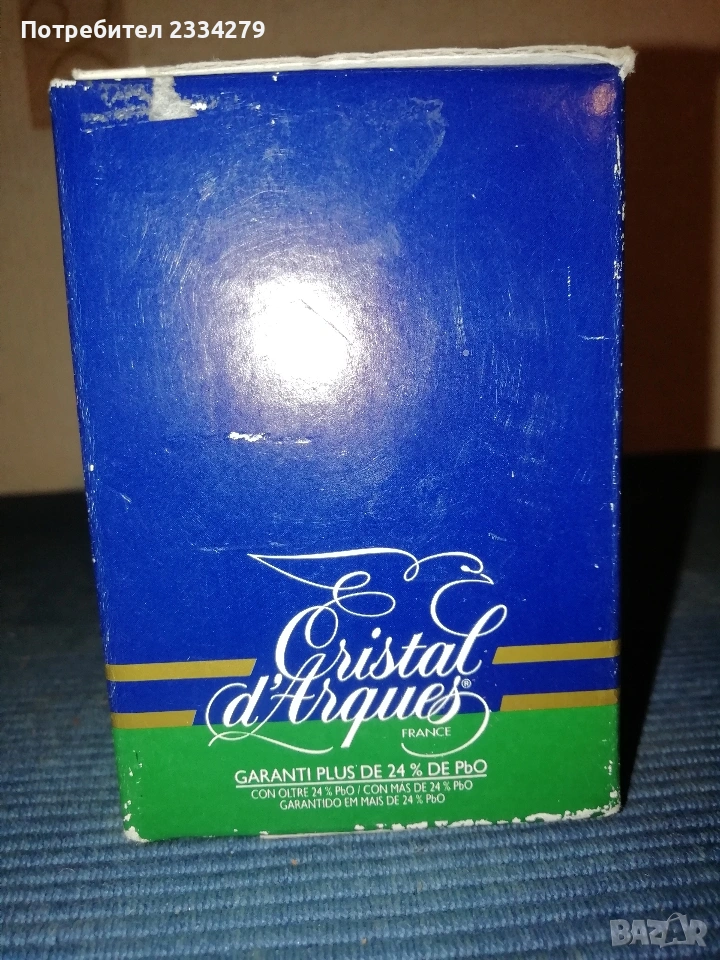 Потребител 2334279
Cristal
d'Arques®
FRANCE
GARANTI PLUS DE 24 % DE PbO
CON OLTRE 24 % PbO / CON MÁS DE 24 % PbO
GARANTIDO EM MAIS DE 24 % PbO
BAZAR